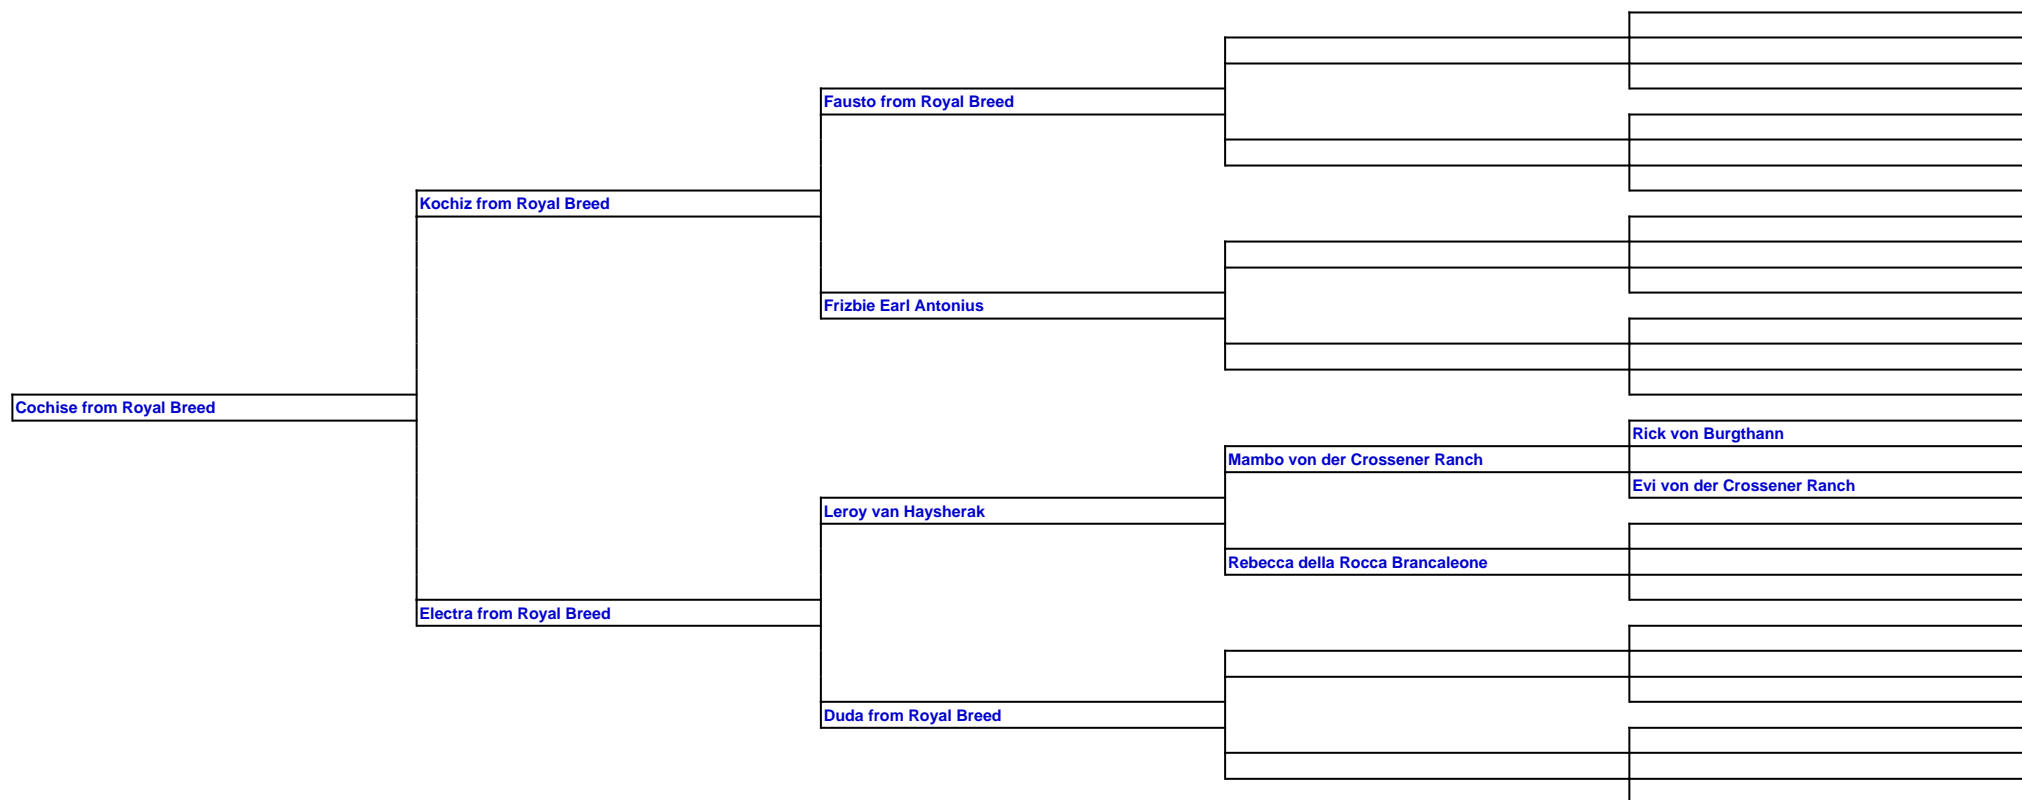 Fausto from Royal Breed
Kochiz from Royal Breed
Frizbie Earl Antonius
Cochise from Royal Breed
Rick von Burgthann
Mambo von der Crossener Ranch
Evi von der Crossener Ranch
Leroy van Haysherak
Rebecca della Rocca Brancaleone
Electra from Royal Breed
Duda from Royal Breed